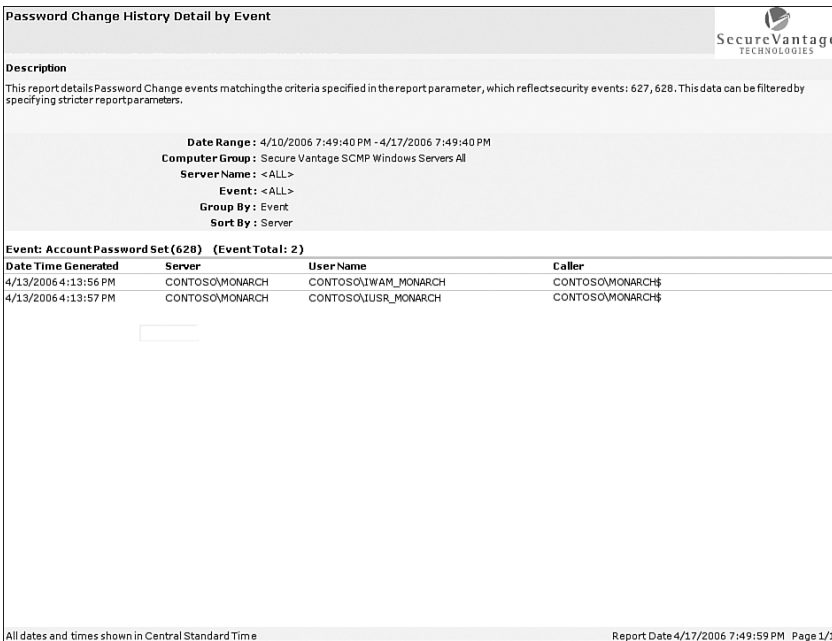 Password Change History Detail by Event
SecureVantage
TECHNOLOGIES
Description
This report details Password Change events matching the criteria specified in the report parameter, which reflect security events: 627, 628. This data can be filtered by
specifying stricter report parameters.
Date Range : 4/10/2006 7:49:40 PM - 4/17/2006 7:49:40 PM
Computer Group : Secure Vantage SCMP Windows Servers All
Server Name : <ALL>
Event : <ALL>
Group By : Event
Sort By : Server
Event: Account Password Set (628) (Event Total: 2)
Date Time Generated Server User Name Caller
4/13/2006 4:13:56 PM CONTOSO\MONARCH CONTOSO\IWAM_MONARCH CONTOSO\MONARCH$
4/13/2006 4:13:57 PM CONTOSO\MONARCH CONTOSO\IUSR_MONARCH CONTOSO\MONARCH$
All dates and times shown in Central Standard Time Report Date 4/17/2006 7:49:59 PM Page 1/